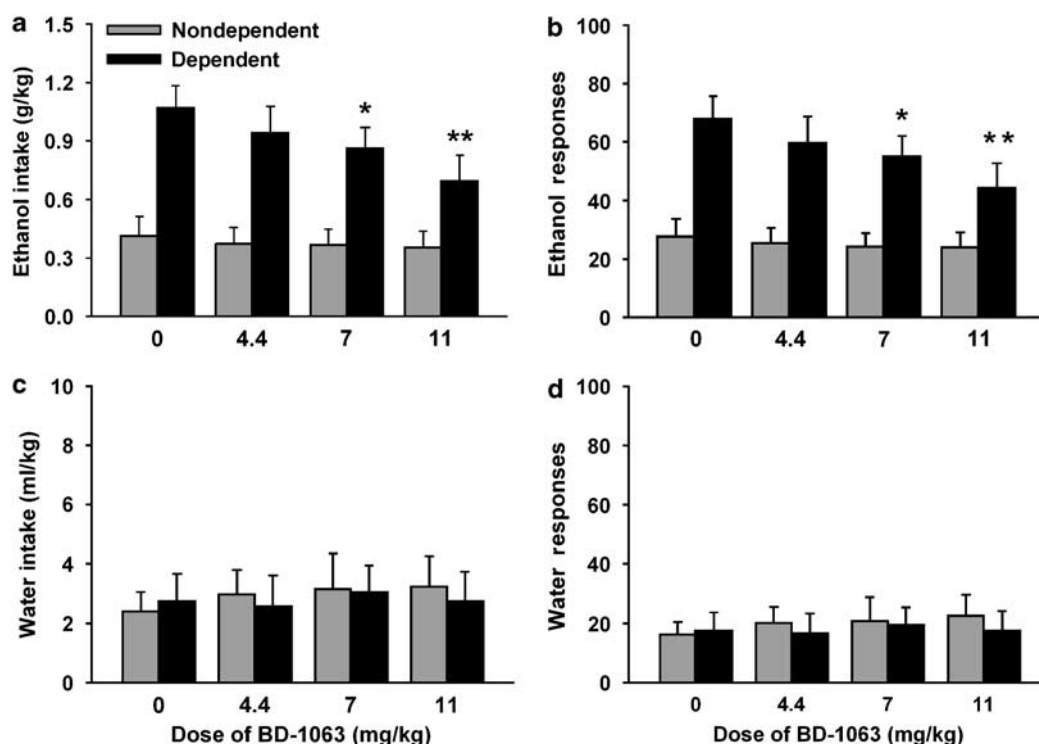 a
1.5
1.2
0.9
0.6
0.3
0.0
Ethanol intake (g/kg)
Nondependent
Dependent
*
**
0 4.4 7 11
b
100
80
60
40
20
0
Ethanol responses
*
**
0 4.4 7 11
c
10
8
6
4
2
0
Water intake (ml/kg)
0 4.4 7 11
Dose of BD-1063 (mg/kg)
d
100
80
60
40
20
0
Water responses
0 4.4 7 11
Dose of BD-1063 (mg/kg)